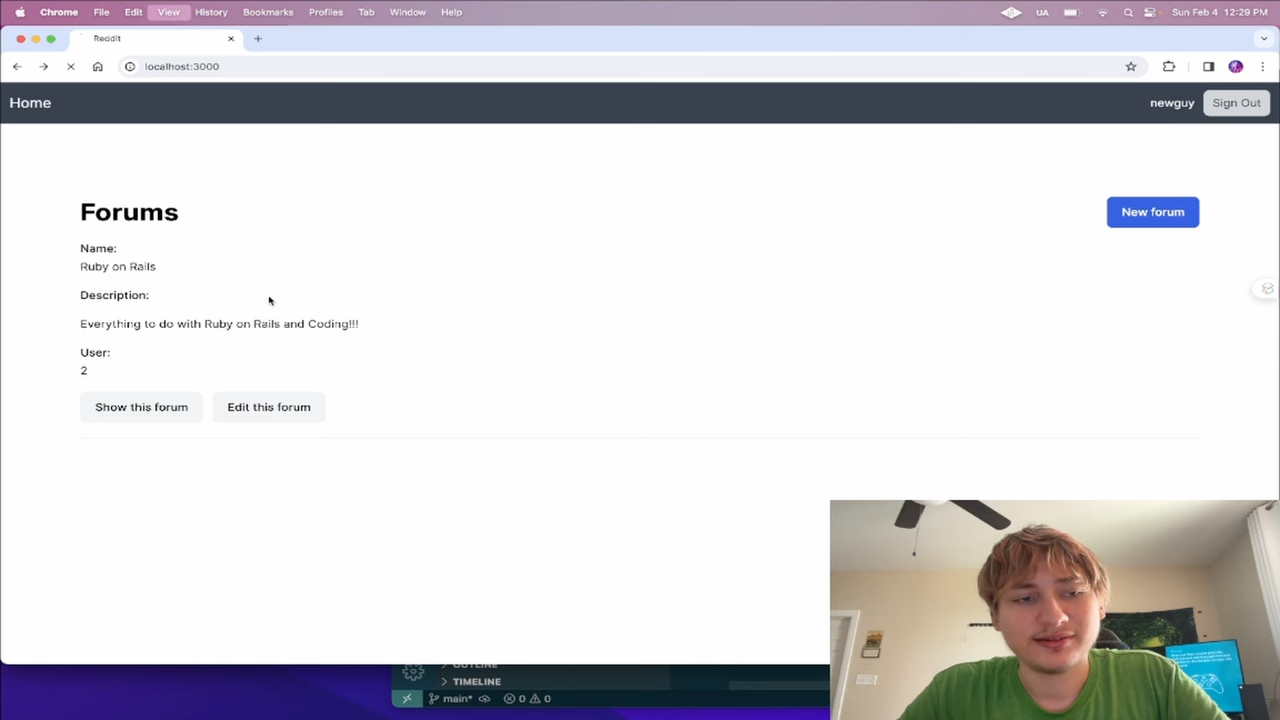 Chrome File Edit View History Bookmarks Profiles Tab Window Help UA Sun Feb 4 12:29 PM
Reddit
localhost:3000
Home newguy Sign Out
Forums New forum
Name:
Ruby on Rails
Description:
Everything to do with Ruby on Rails and Coding!!!
User:
2
Show this forum Edit this forum
OUTLINE
TIMELINE
main* 0 0